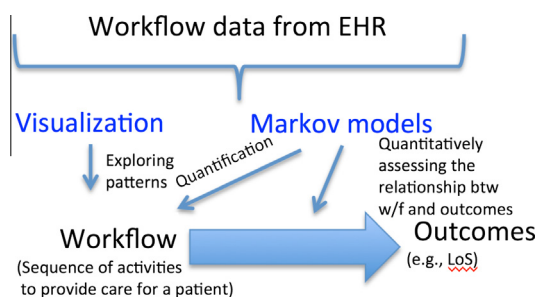 Workflow data from EHR
Visualization
Markov models
Exploring
patterns
Quantification
Quantitatively
assessing the
relationship btw
w/f and outcomes
Workflow
(Sequence of activities
to provide care for a patient)
Outcomes
(e.g., LoS)